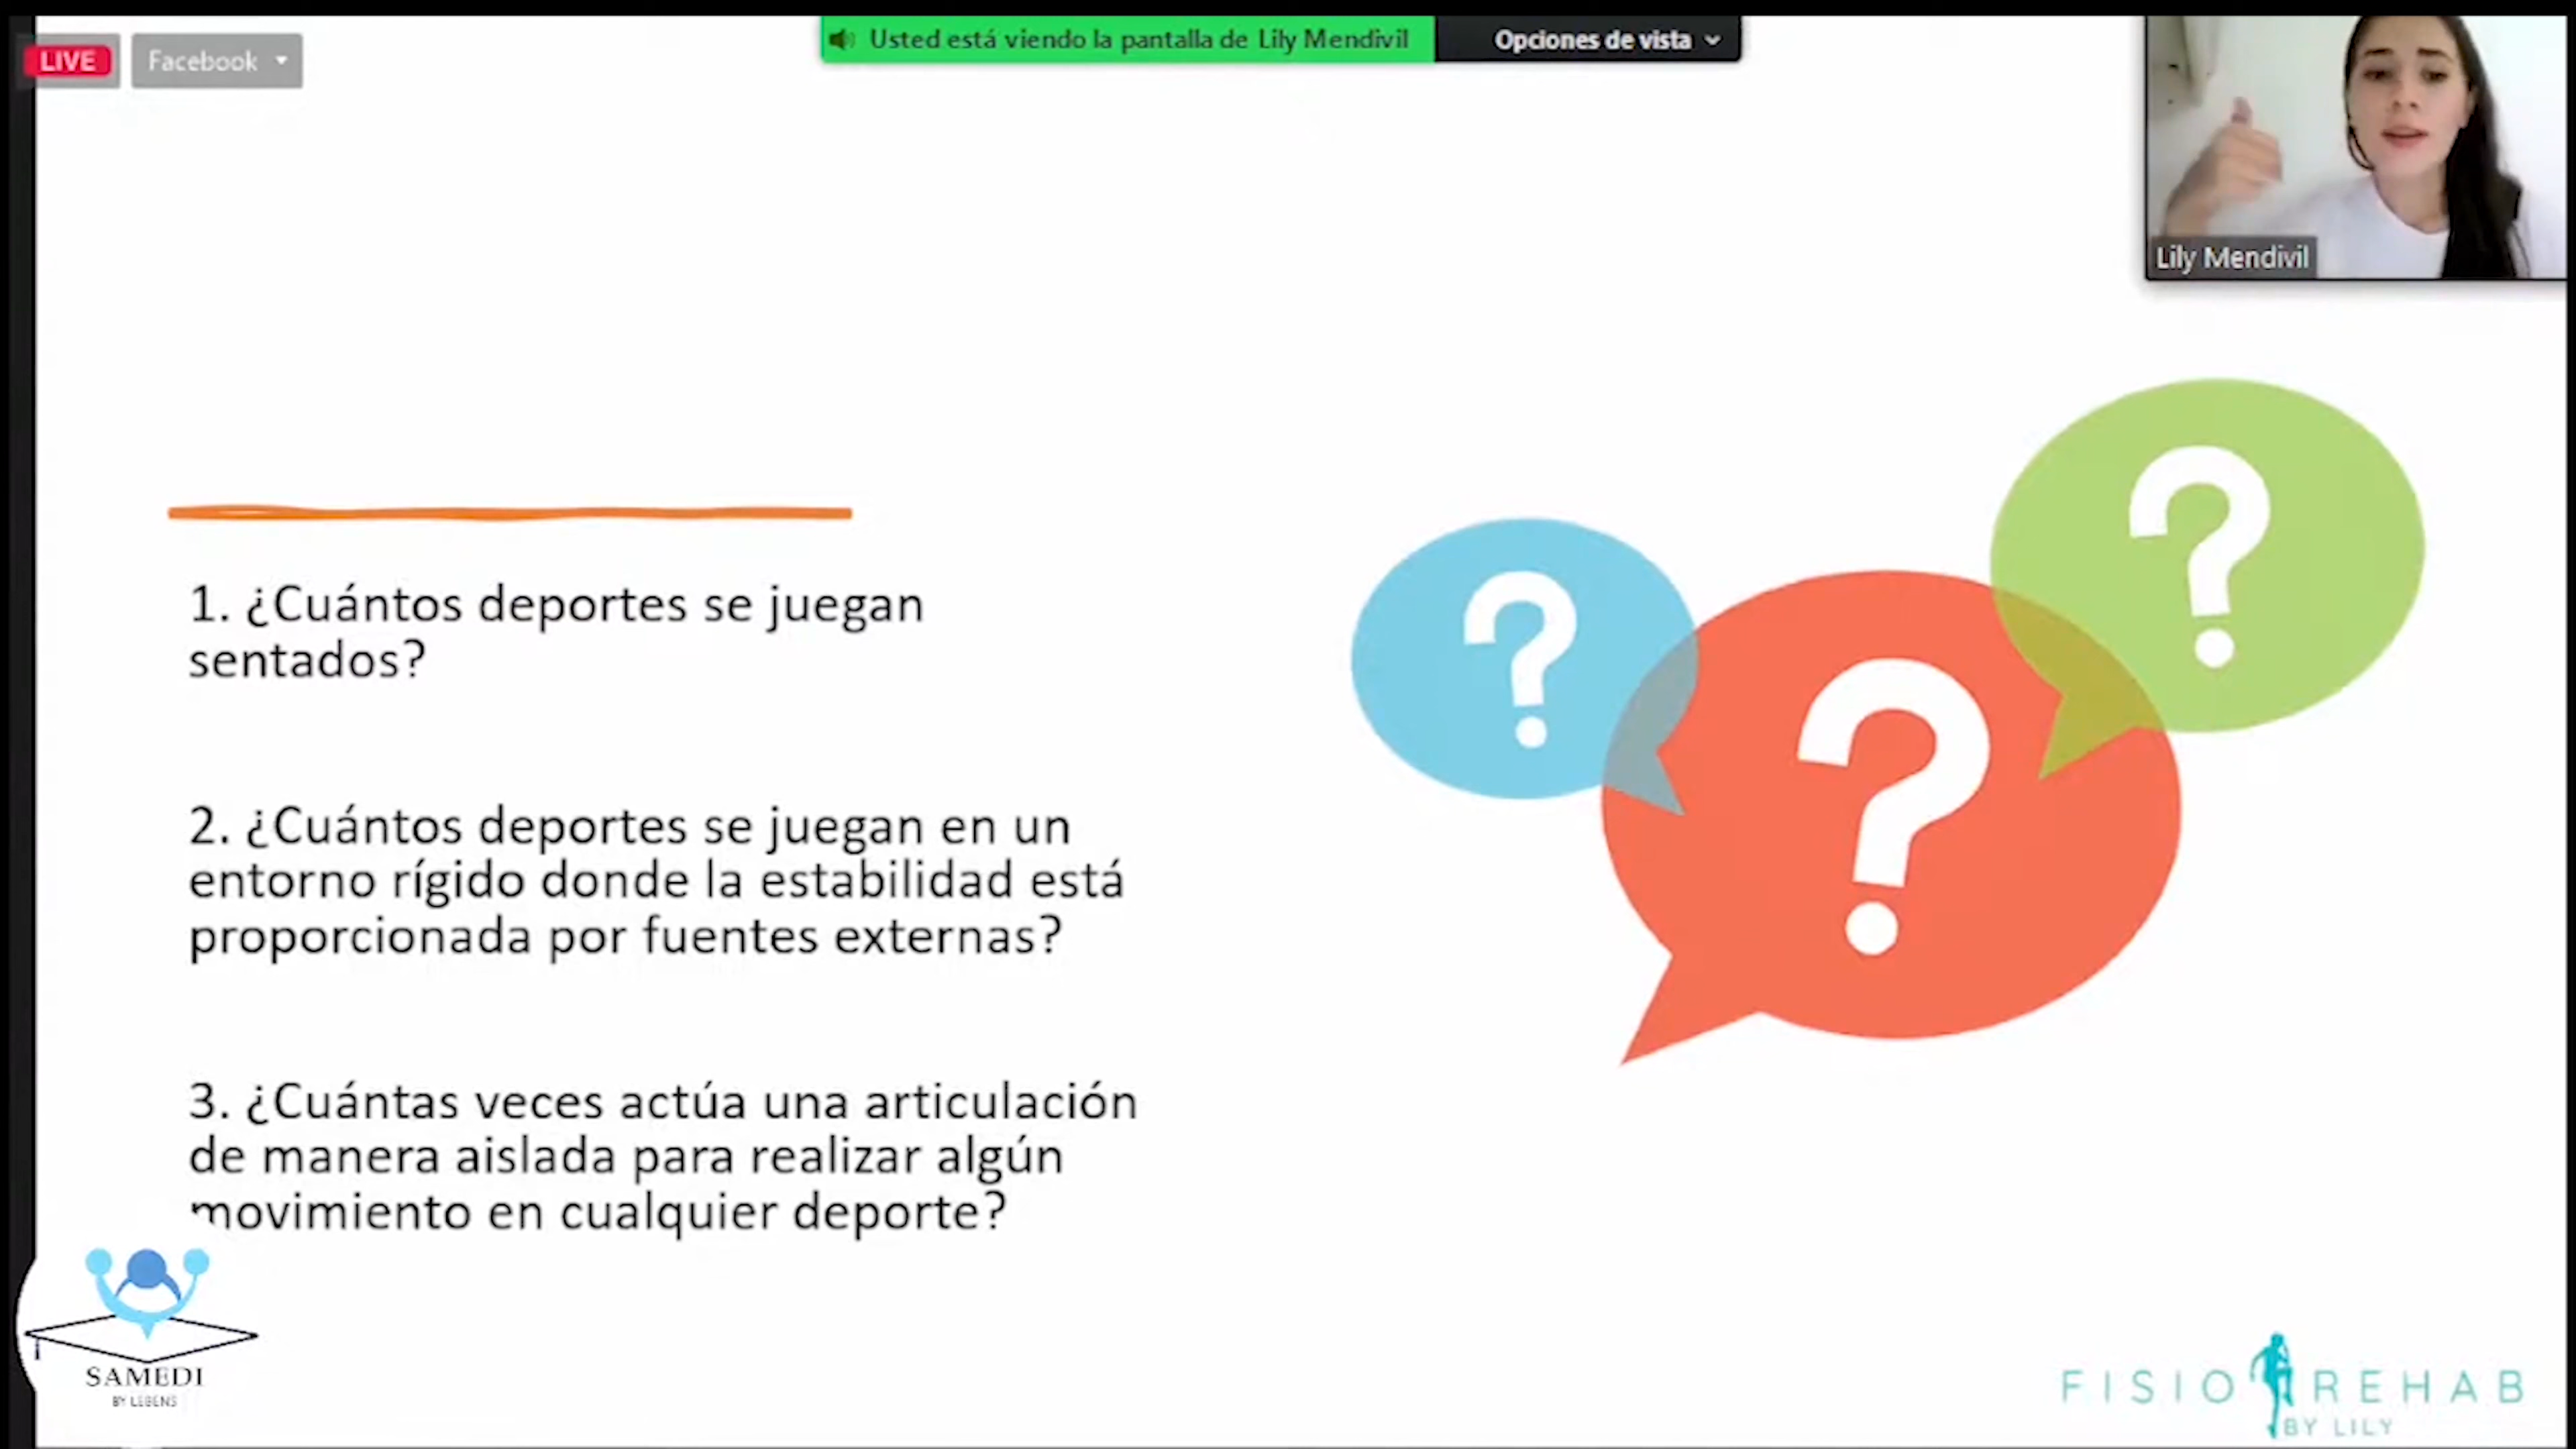 LIVE
Facebook
Usted está viendo la pantalla de Lily Mendivil
Opciones de vista
Lily Mendivil
1. ¿Cuántos deportes se juegan
sentados?
2. ¿Cuántos deportes se juegan en un
entorno rígido donde la estabilidad está
proporcionada por fuentes externas?
3. ¿Cuántas veces actúa una articulación
de manera aislada para realizar algún
movimiento en cualquier deporte?
? ? ?
SAMEDI
BY LEBENS
FISIO REHAB
BY LILY